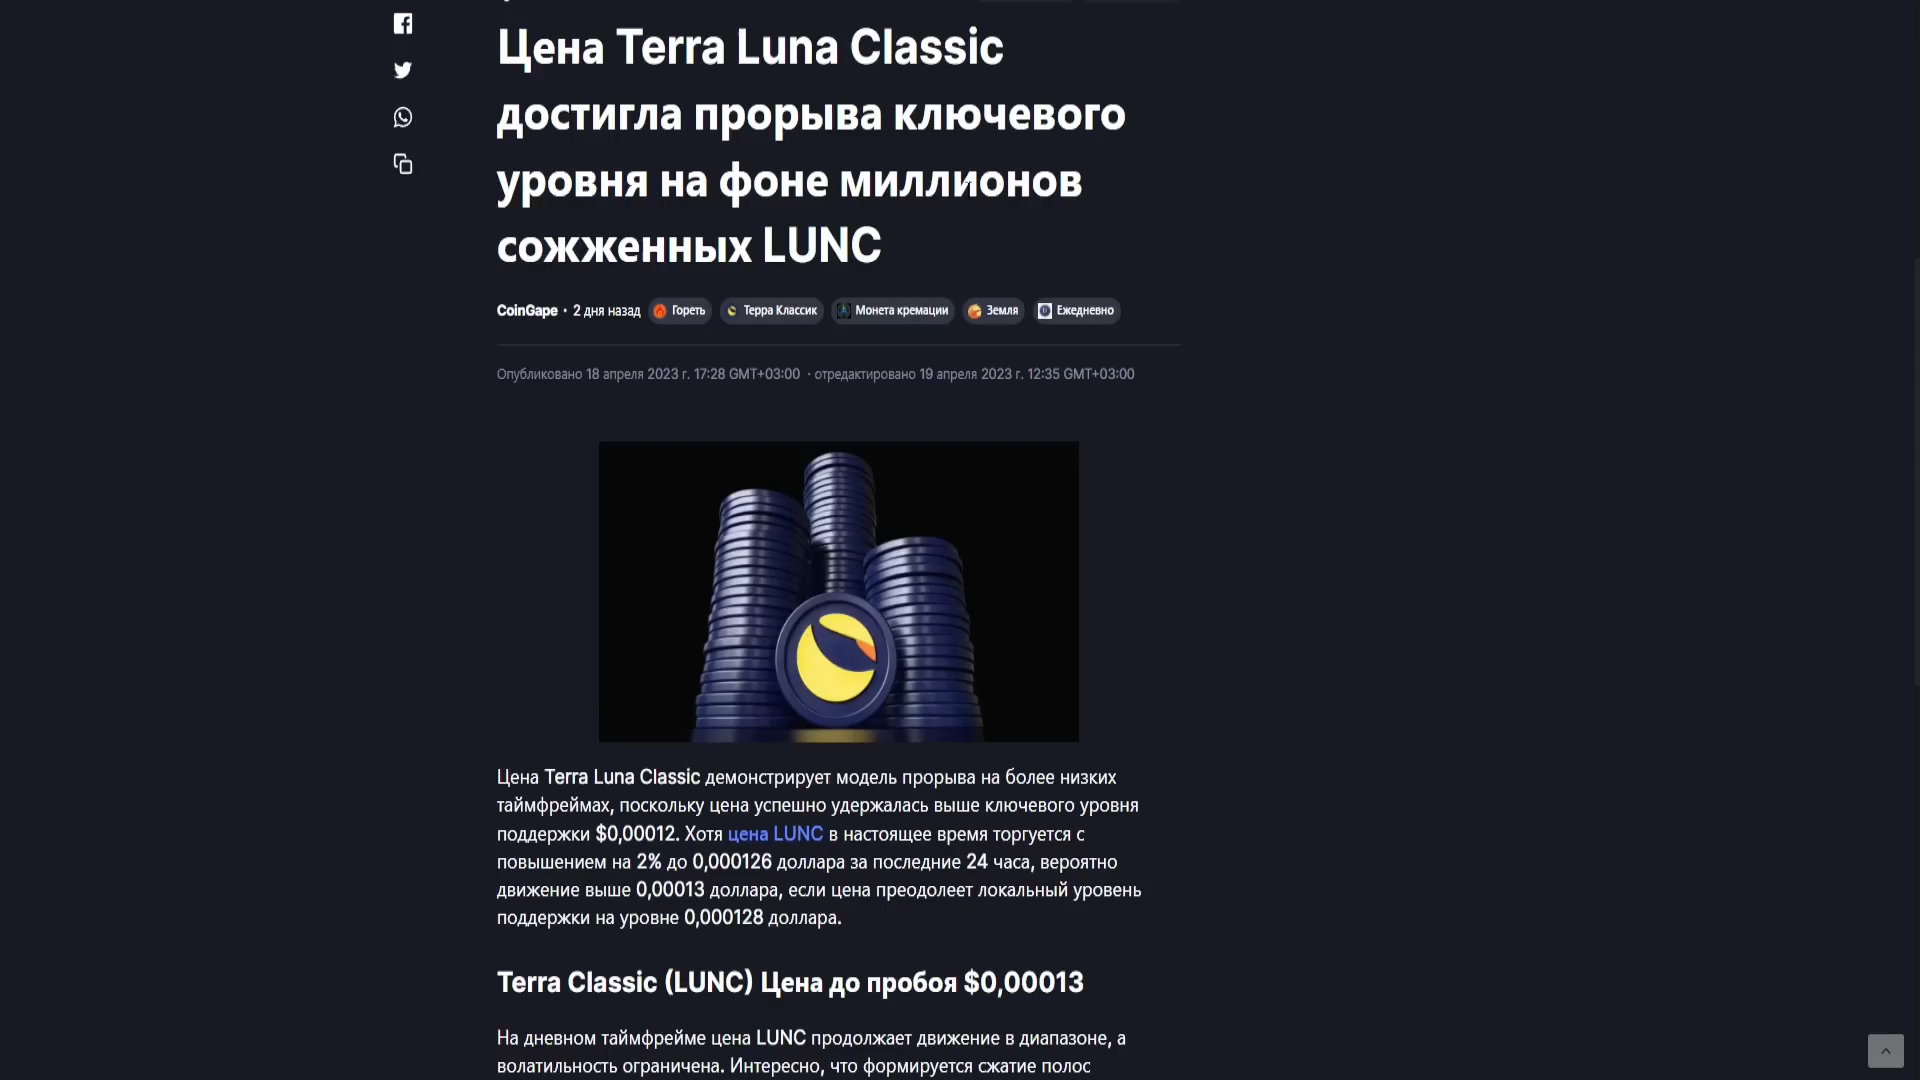 Цена Terra Luna Classic
достигла прорыва ключевого
уровня на фоне миллионов
сожженных LUNC
CoinGape • 2 дня назад Гореть Терра Классик Монета кремации Земля Ежедневно
Опубликовано 18 апреля 2023 г. 17:28 GMT+03:00 · отредактировано 19 апреля 2023 г. 12:35 GMT+03:00
Цена Terra Luna Classic демонстрирует модель прорыва на более низких
таймфреймах, поскольку цена успешно удержалась выше ключевого уровня
поддержки $0,00012. Хотя цена LUNC в настоящее время торгуется с
повышением на 2% до 0,000126 доллара за последние 24 часа, вероятно
движение выше 0,00013 доллара, если цена преодолеет локальный уровень
поддержки на уровне 0,000128 доллара.
Terra Classic (LUNC) Цена до пробоя $0,00013
На дневном таймфрейме цена LUNC продолжает движение в диапазоне, а
волатильность ограничена. Интересно, что формируется сжатие полос